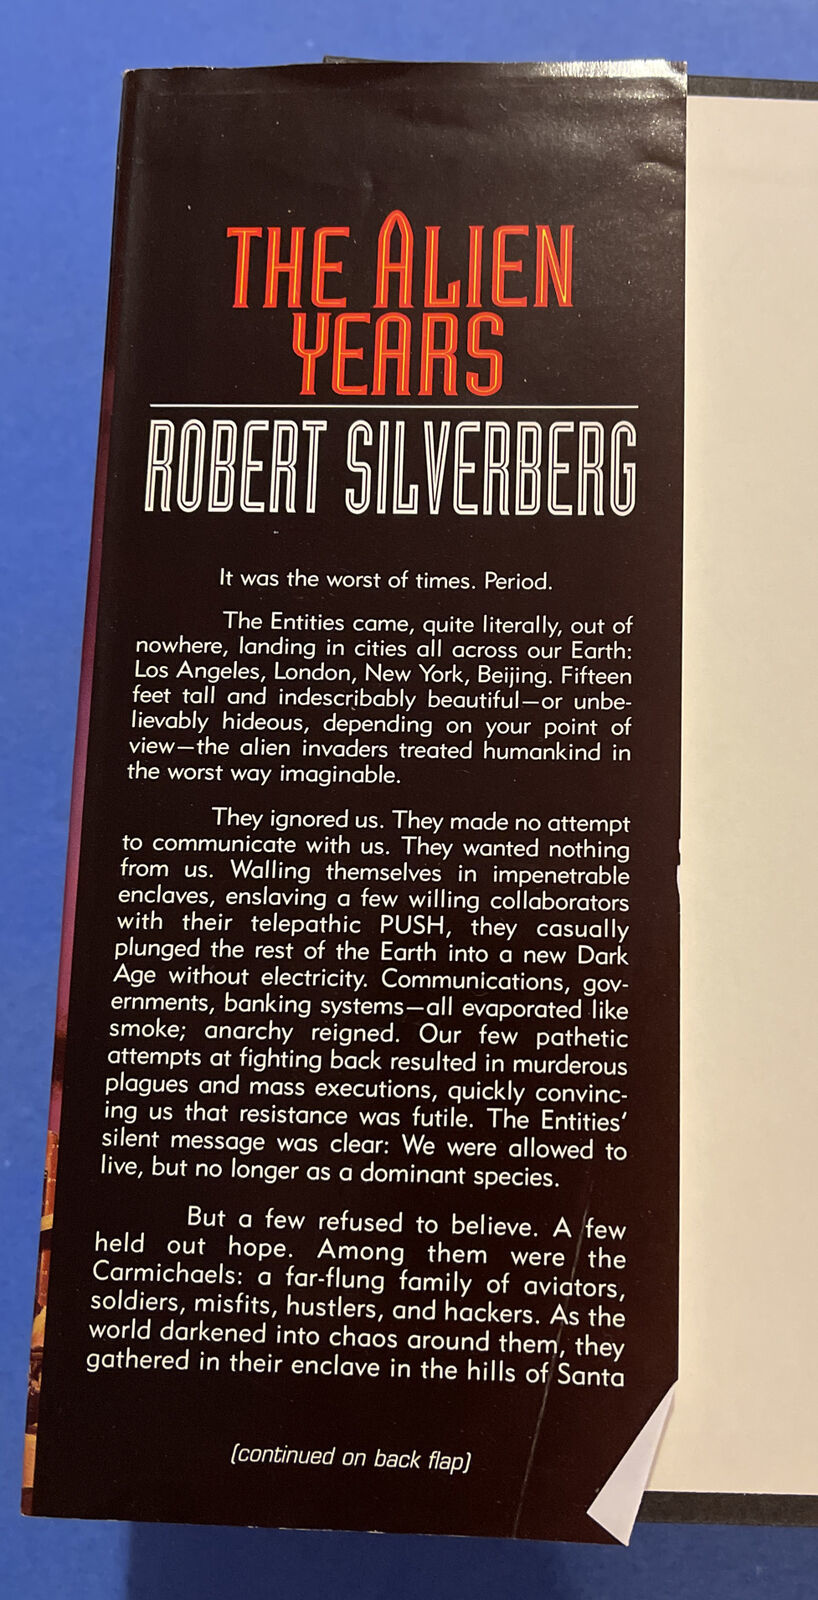 THE ALIEN
YEARS
ROBERT SILVERBERG
It was the worst of times. Period.
The Entities came, quite literally, out of
nowhere, landing in cities all across our Earth:
Los Angeles, London, New York, Beijing. Fifteen
feet tall and indescribably beautiful—or unbe-
lievably hideous, depending on your point of
view—the alien invaders treated humankind in
the worst way imaginable.
They ignored us. They made no attempt
to communicate with us. They wanted nothing
from us. Walling themselves in impenetrable
enclaves, enslaving a few willing collaborators
with their telepathic PUSH, they casually
plunged the rest of the Earth into a new Dark
Age without electricity. Communications, gov-
ernments, banking systems—all evaporated like
smoke; anarchy reigned. Our few pathetic
attempts at fighting back resulted in murderous
plagues and mass executions, quickly convinc-
ing us that resistance was futile. The Entities'
silent message was clear: We were allowed to
live, but no longer as a dominant species.
But a few refused to believe. A few
held out hope. Among them were the
Carmichaels: a far-flung family of aviators,
soldiers, misfits, hustlers, and hackers. As the
world darkened into chaos around them, they
gathered in their enclave in the hills of Santa
(continued on back flap)